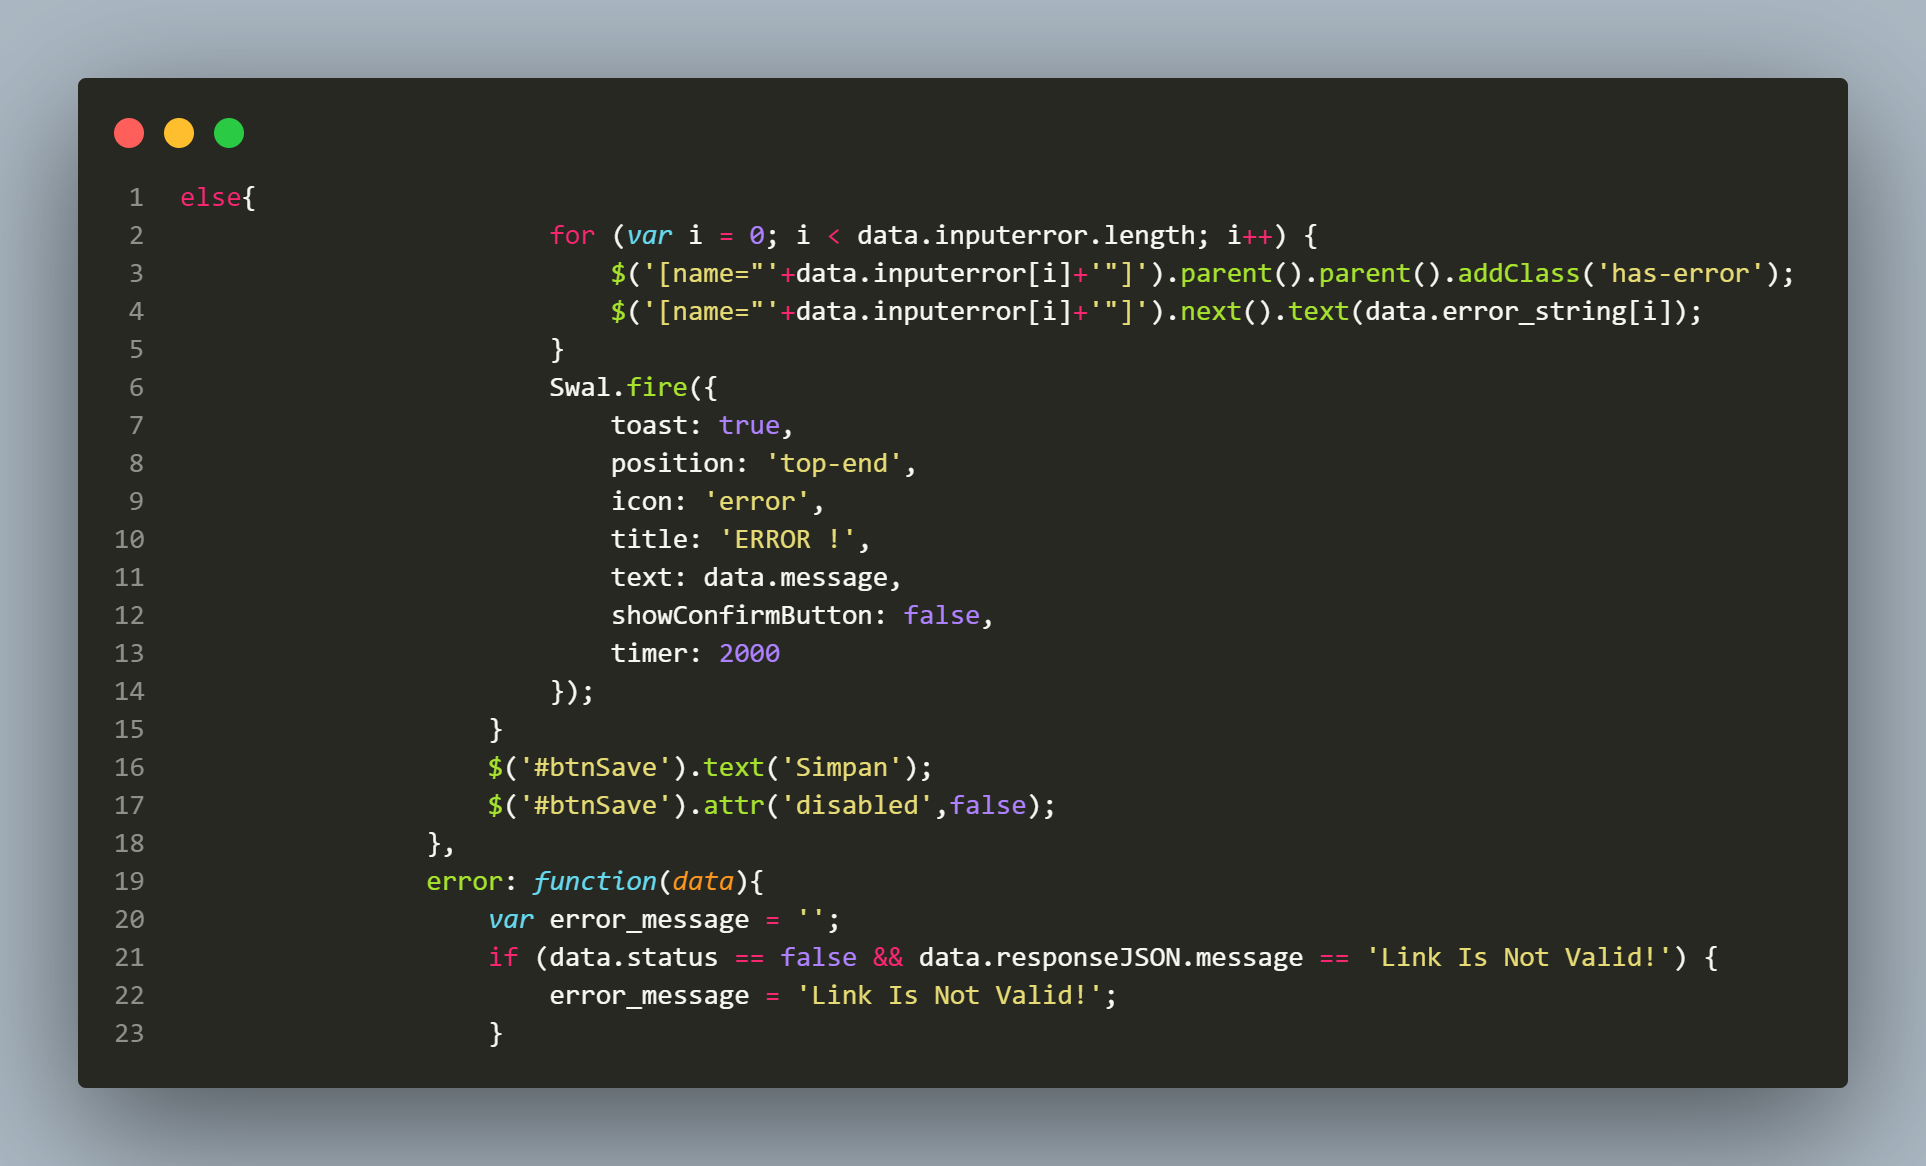 1 else{
2 for (var i = 0; i < data.inputerror.length; i++) {
3 $('[name="'+data.inputerror[i]+'"]').parent().parent().addClass('has-error');
4 $('[name="'+data.inputerror[i]+'"]').next().text(data.error_string[i]);
5 }
6 Swal.fire({
7 toast: true,
8 position: 'top-end',
9 icon: 'error',
10 title: 'ERROR !',
11 text: data.message,
12 showConfirmButton: false,
13 timer: 2000
14 });
15 }
16 $('#btnSave').text('Simpan');
17 $('#btnSave').attr('disabled',false);
18 },
19 error: function(data){
20 var error_message = '';
21 if (data.status == false && data.responseJSON.message == 'Link Is Not Valid!') {
22 error_message = 'Link Is Not Valid!';
23 }